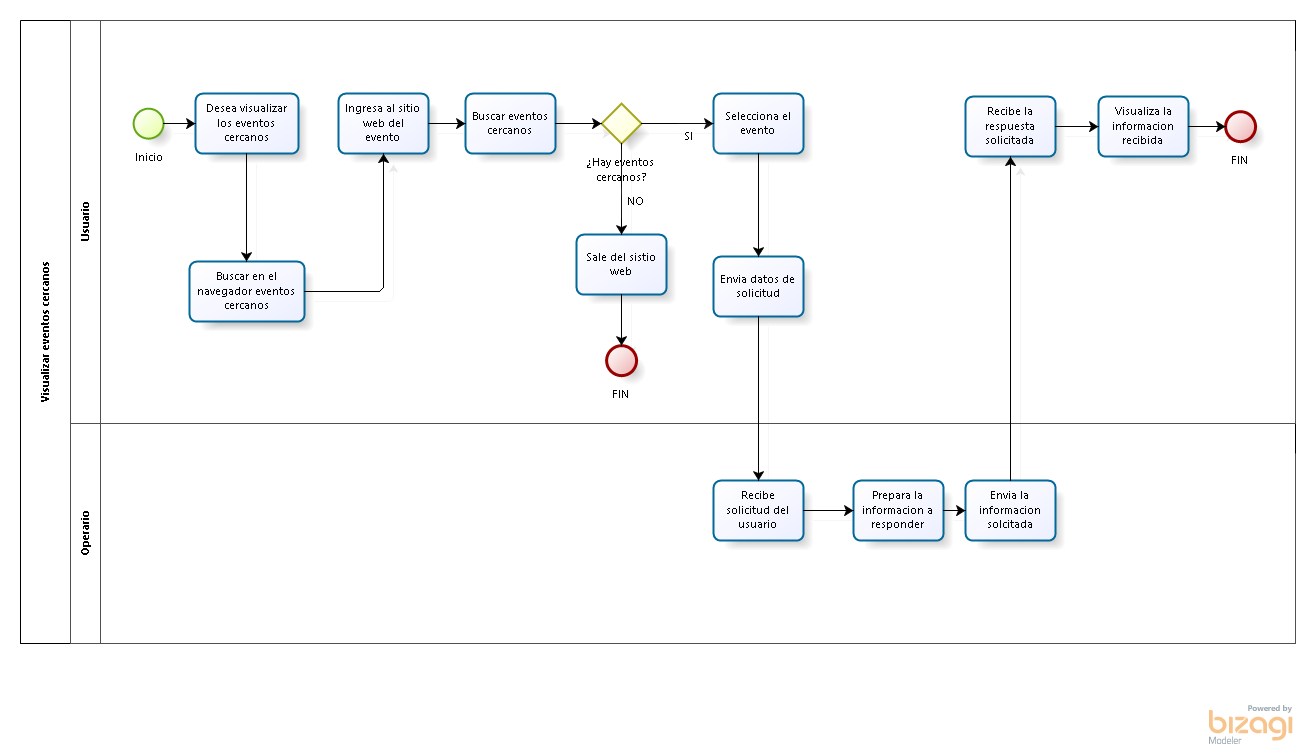 Visualizar eventos cercanos
Usuario
Inicio
Desea visualizar
los eventos
cercanos
Buscar en el
navegador eventos
cercanos
Ingresa al sitio
web del
evento
Buscar eventos
cercanos
¿Hay eventos
cercanos?
SI
NO
Sale del sistio
web
FIN
Selecciona el
evento
Envia datos de
solicitud
Recibe la
respuesta
solicitada
Visualiza la
informacion
recibida
FIN
Operario
Recibe
solicitud del
usuario
Prepara la
informacion a
responder
Envia la
informacion
solcitada
Powered by
bizagi
Modeler